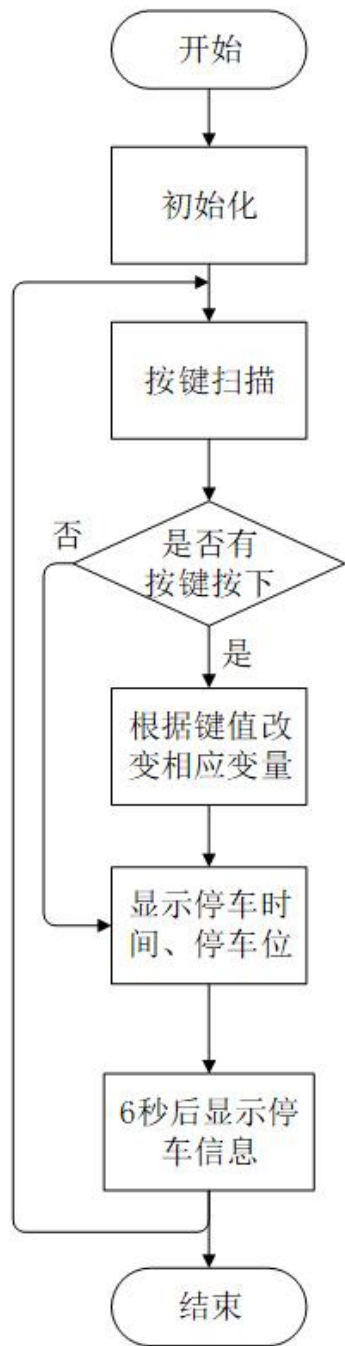 开始
初始化
按键扫描
否
是否有
按键按下
是
根据键值改
变相应变量
显示停车时
间、停车位
6秒后显示停
车信息
结束